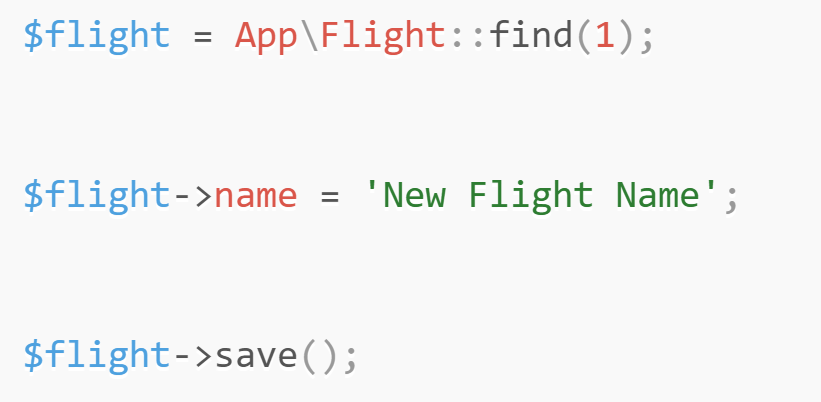 $flight = App\Flight::find(1);
$flight->name = 'New Flight Name';
$flight->save();